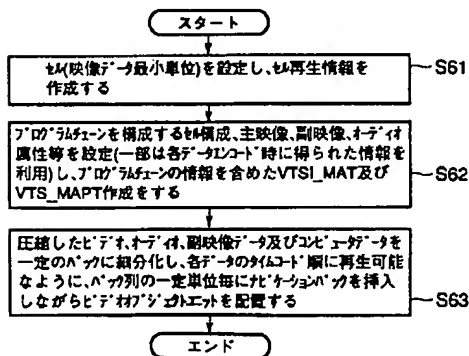 スタート
セル(映像データ最小単位)を設定し、セル再生情報を
作成する
S61
プログラムチェーンを構成するセル構成、主映像、副映像、オーディオ
属性等を設定(一部は各データエンコード時に得られた情報を
利用)し、プログラムチェーンの情報を含めたVTSI_MAT及び
VTS_MAPT作成をする
S62
圧縮したビデオ、オーディオ、副映像データ及びコンピュータデータを
一定のパックに細分化し、各データのタイムコード順に再生可能
なように、パック列の一定単位毎にナビゲーションパックを挿入
しながらビデオオブジェクトユニットを配置する
S63
エンド